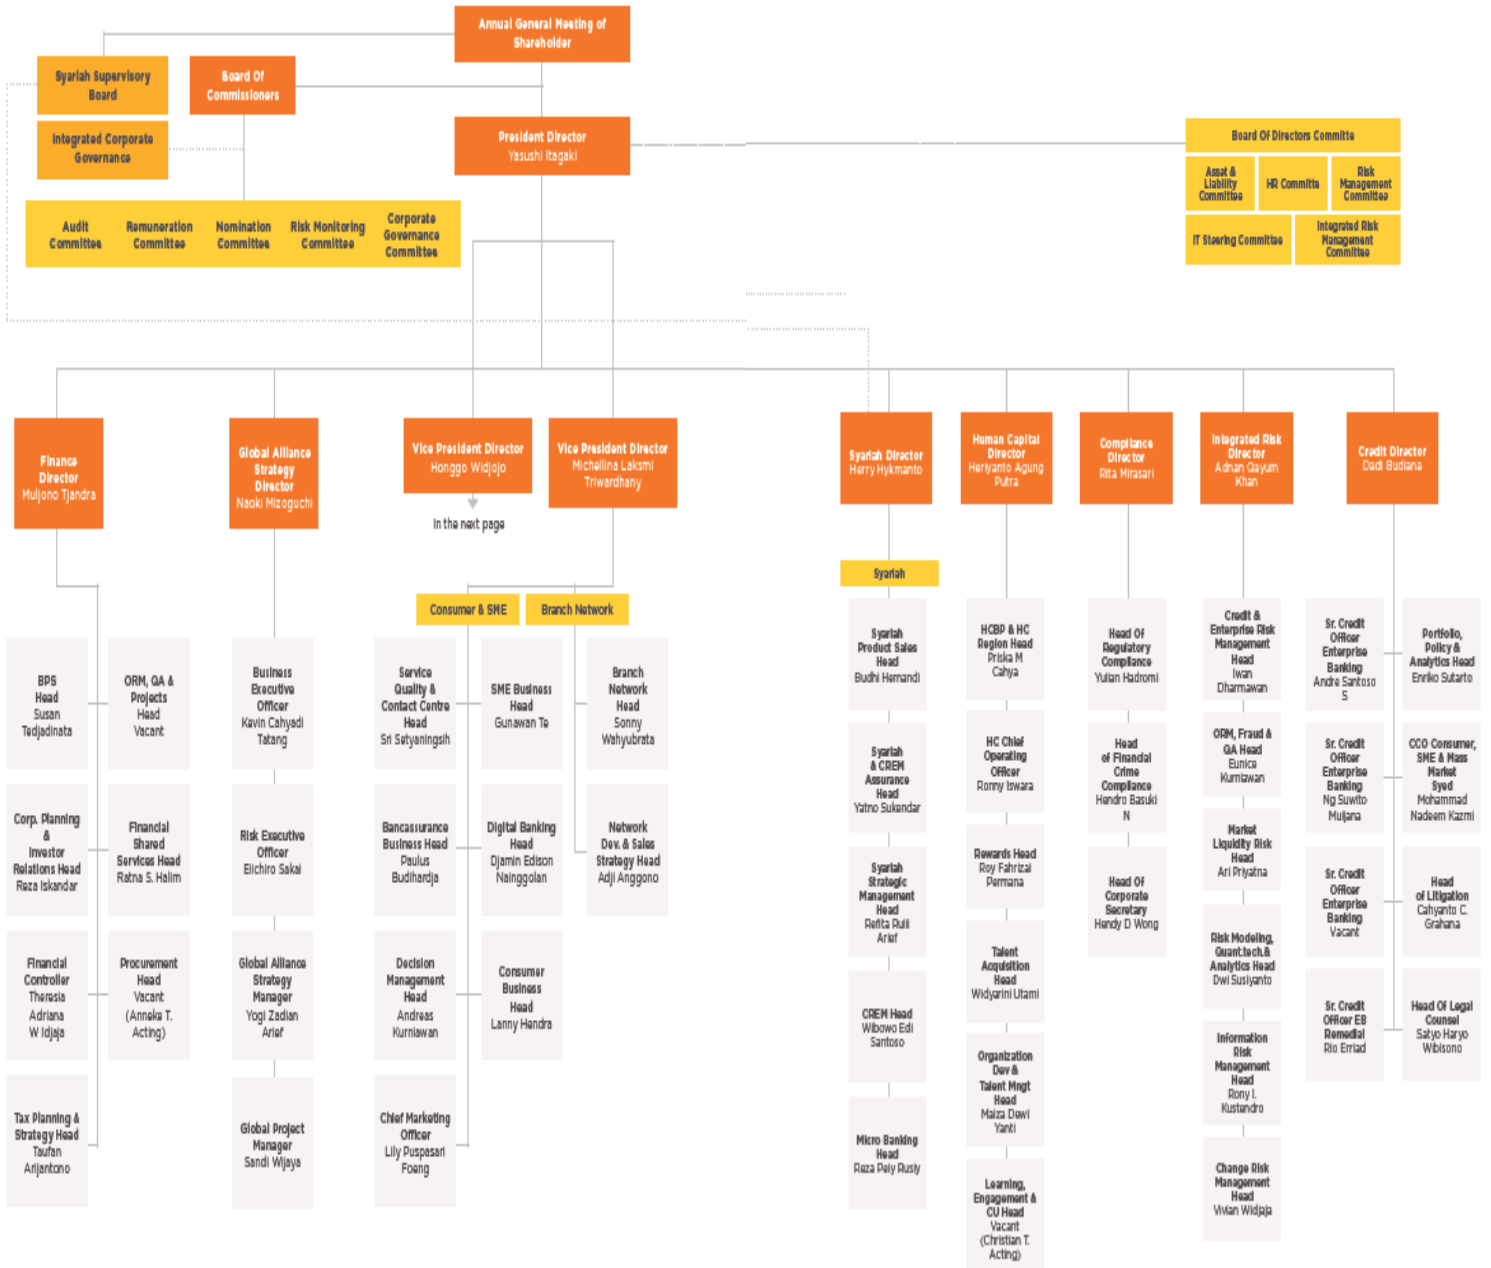 Annual General Meeting of
Shareholder
Syariah Supervisory
Board
Board Of
Commissioners
Integrated Corporate
Governance
President Director
Yasushi Itagaki
Board Of Directors Committe
Asset &
Liability
Committee
HR Committe
Risk
Management
Committee
IT Steering Committee
Integrated Risk
Management
Committee
Audit
Committee
Remuneration
Committee
Nomination
Committee
Risk Monitoring
Committee
Corporate
Governance
Committee
Finance
Director
Muljono Tjandra
Global Alliance
Strategy
Director
Naoki Mizoguchi
Vice President Director
Honggo Widjojo
In the next page
Vice President Director
Michellina Laksmi
Triwardhany
Syariah Director
Herry Hykmanto
Human Capital
Director
Heriyanto Agung
Putra
Compliance
Director
Rita Mirasari
Integrated Risk
Director
Adnan Qayum
Khan
Credit Director
Dadi Budiana
Consumer & SME
Branch Network
Syariah
BPS
Head
Susan
Tedjadinata
ORM, QA &
Projects
Head
Vacant
Corp. Planning
&
Investor
Relations Head
Reza Iskandar
Financial
Shared
Services Head
Ratna S. Halim
Financial
Controller
Theresia
Adriana
W Idjaja
Procurement
Head
Vacant
(Anneke T.
Acting)
Tax Planning &
Strategy Head
Taufan
Arijantono
Business
Executive
Officer
Kevin Cahyadi
Tatang
Risk Executive
Officer
Eiichiro Sakai
Global Alliance
Strategy
Manager
Yogi Zadian
Arief
Global Project
Manager
Sandi Wijaya
Service
Quality &
Contact Centre
Head
Sri Setyaningsih
SME Business
Head
Gunawan Te
Bancassurance
Business Head
Paulus
Budihardja
Digital Banking
Head
Djamin Edison
Nainggolan
Decision
Management
Head
Andreas
Kurniawan
Consumer
Business
Head
Lanny Hendra
Chief Marketing
Officer
Lily Puspasari
Foeng
Branch
Network
Head
Sonny
Wahyubrata
Network
Dev. & Sales
Strategy Head
Adji Anggono
Syariah
Product Sales
Head
Budhi Hernandi
Syariah
& CREM
Assurance
Head
Yatno Sukendar
Syariah
Strategic
Management
Head
Refita Rulli
Arief
CREM Head
Wibowo Edi
Santoso
Micro Banking
Head
Reza Pely Rusly
HCBP & HC
Region Head
Priska M
Cahya
HC Chief
Operating
Officer
Ronny Iswara
Rewards Head
Roy Fahrizal
Permana
Talent
Acquisition
Head
Widyarini Utami
Organization
Dev &
Talent Mngt
Head
Maiza Dewi
Yanti
Learning,
Engagement &
CU Head
Vacant
(Christian T.
Acting)
Head Of
Regulatory
Compliance
Yulian Hadromi
Head
of Financial
Crime
Compliance
Hendro Basuki
N
Head Of
Corporate
Secretary
Hendy D Wong
Credit &
Enterprise Risk
Management
Head
Iwan
Dharmawan
ORM, Fraud &
QA Head
Eunice
Kurniawan
Market
Liquidity Risk
Head
Ari Priyatna
Risk Modeling,
Quant.tech.&
Analytics Head
Dwi Susiyanto
Information
Risk
Management
Head
Rony I.
Kustendro
Change Risk
Management
Head
Vivian Widjaja
Sr. Credit
Officer
Enterprise
Banking
Andre Santoso
S
Portfolio,
Policy &
Analytics Head
Enriko Sutarto
Sr. Credit
Officer
Enterprise
Banking
Ng Suwito
Muljana
CCO Consumer,
SME & Mass
Market
Syed
Mohammad
Nadeem Kazmi
Sr. Credit
Officer
Enterprise
Banking
Vacant
Head
of Litigation
Cahyanto C.
Grahana
Sr. Credit
Officer EB
Remedial
Rio Erriad
Head Of Legal
Counsel
Satyo Haryo
Wibisono